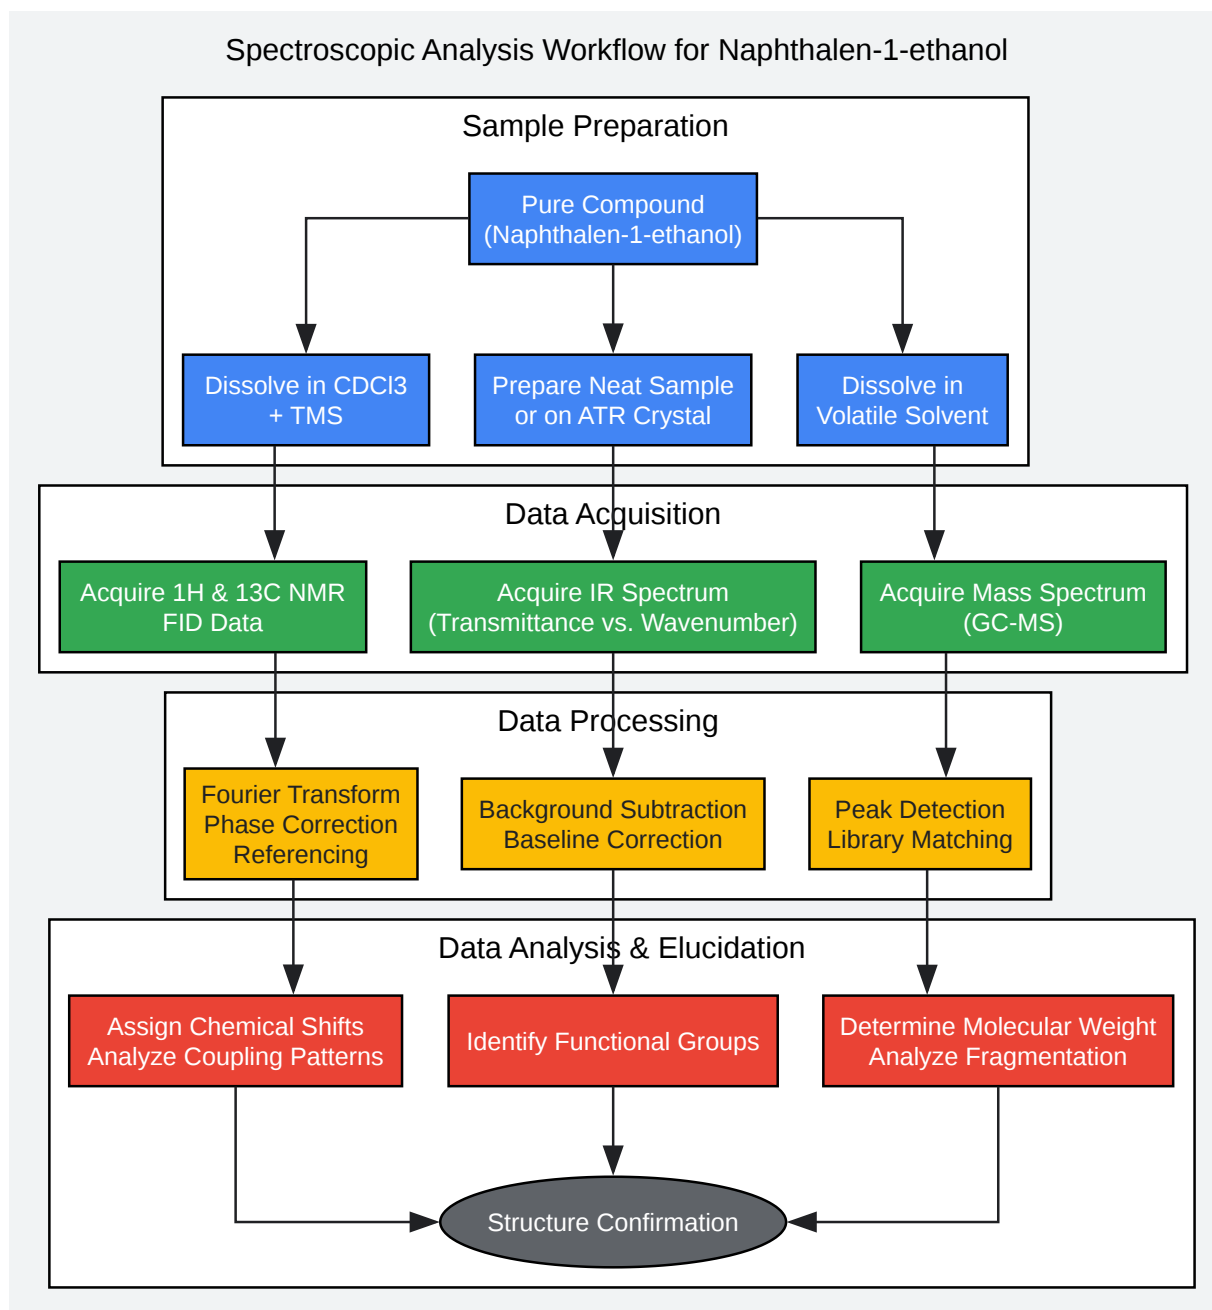 Spectroscopic Analysis Workflow for Naphthalen-1-ethanol
Sample Preparation
Pure Compound
(Naphthalen-1-ethanol)
Dissolve in CDCl3
+ TMS
Prepare Neat Sample
or on ATR Crystal
Dissolve in
Volatile Solvent
Data Acquisition
Acquire 1H & 13C NMR
FID Data
Acquire IR Spectrum
(Transmittance vs. Wavenumber)
Acquire Mass Spectrum
(GC-MS)
Data Processing
Fourier Transform
Phase Correction
Referencing
Background Subtraction
Baseline Correction
Peak Detection
Library Matching
Data Analysis & Elucidation
Assign Chemical Shifts
Analyze Coupling Patterns
Identify Functional Groups
Determine Molecular Weight
Analyze Fragmentation
Structure Confirmation